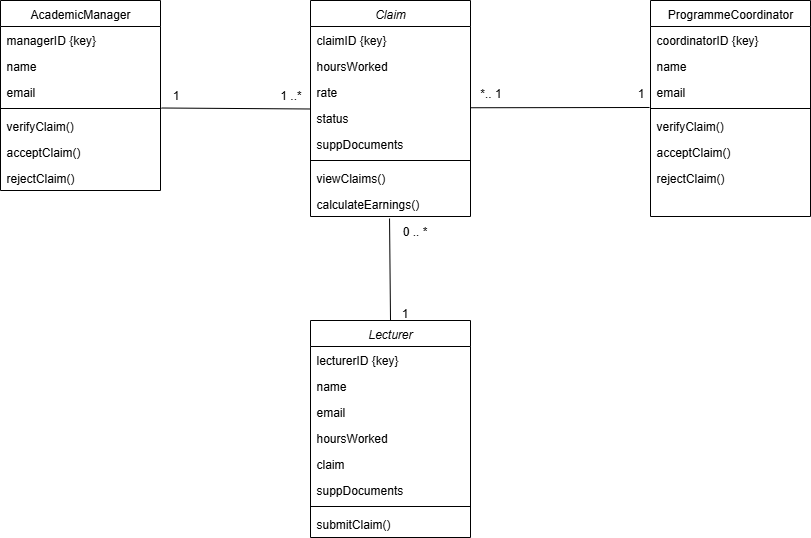 AcademicManager
managerID {key}
name
email
verifyClaim()
acceptClaim()
rejectClaim()
1
1 ..*
Claim
claimID {key}
hoursWorked
rate
status
suppDocuments
viewClaims()
calculateEarnings()
*.. 1
1
ProgrammeCoordinator
coordinatorID {key}
name
email
verifyClaim()
acceptClaim()
rejectClaim()
0 .. *
1
Lecturer
lecturerID {key}
name
email
hoursWorked
claim
suppDocuments
submitClaim()